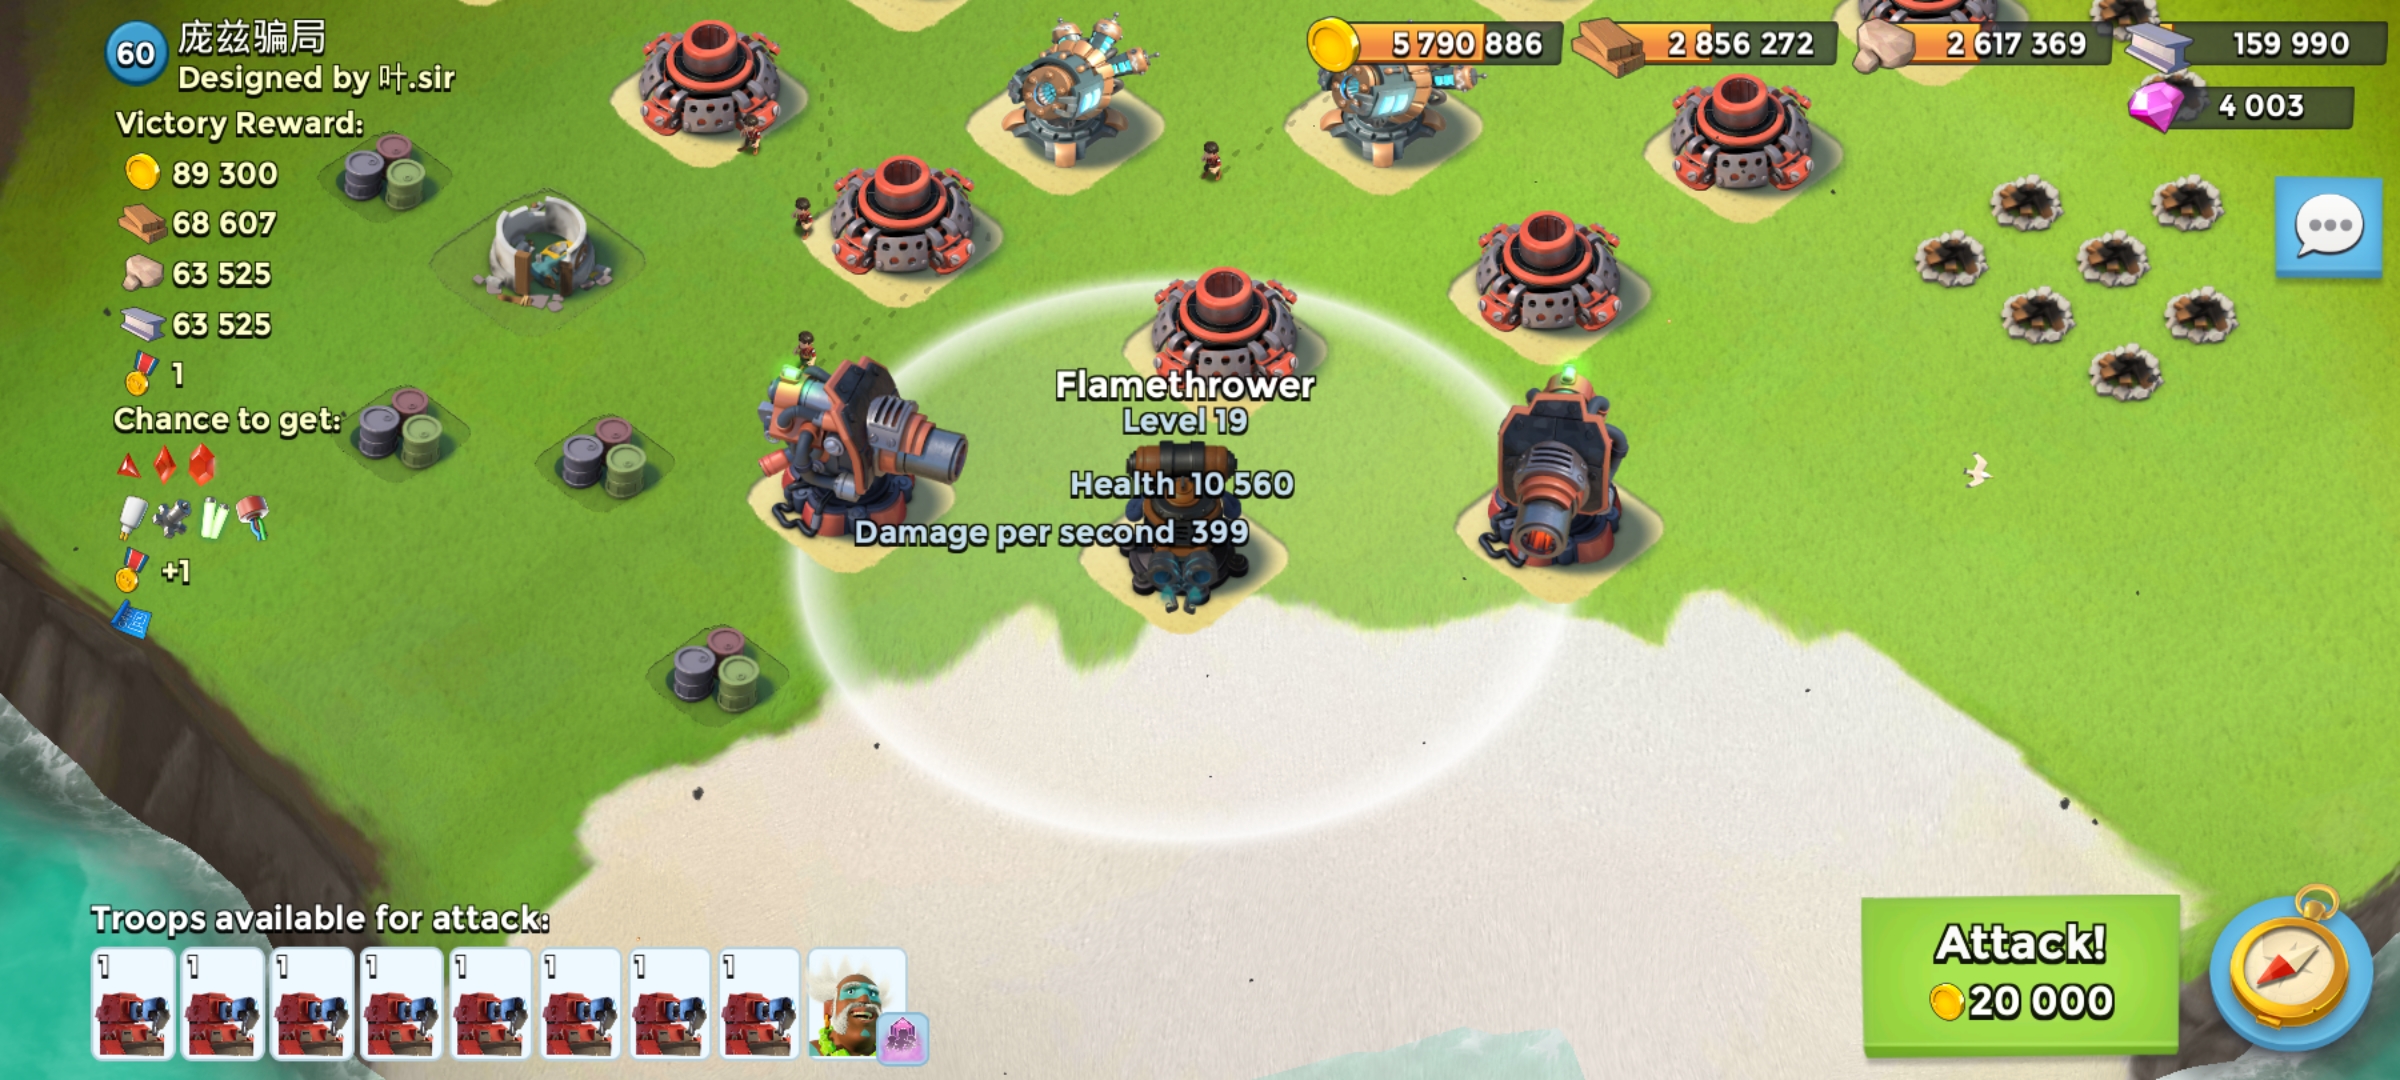 60
庞兹骗局
Designed by 叶.sir
5 790 886
2 856 272
2 617 369
159 990
4 003
Victory Reward:
89 300
68 607
63 525
63 525
1
Chance to get:
+1
Flamethrower
Level 19
Health 10 560
Damage per second 399
Troops available for attack:
1
1
1
1
1
1
1
1
Attack!
20 000